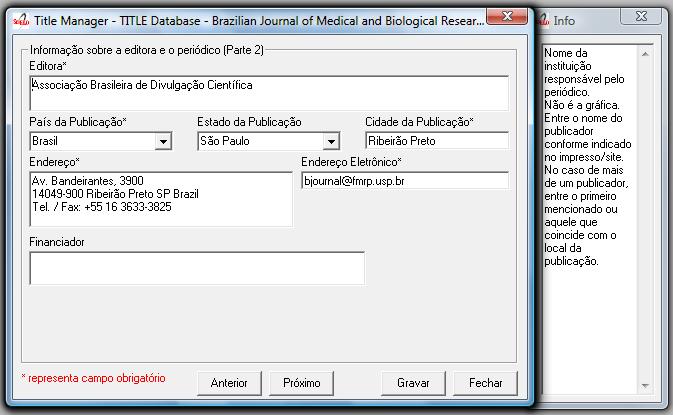 Title Manager - TITLE Database - Brazilian Journal of Medical and Biological Resear...
Informação sobre a editora e o periódico (Parte 2)
Editora*
Associação Brasileira de Divulgação Científica
País da Publicação* Estado da Publicação Cidade da Publicação*
Brasil São Paulo Ribeirão Preto
Endereço* Endereço Eletrônico*
Av. Bandeirantes, 3900 bjournal@fmrp.usp.br
14049-900 Ribeirão Preto SP Brazil
Tel. / Fax: +55 16 3633-3825
Financiador
* representa campo obrigatório
Anterior Próximo Gravar Fechar
Info
Nome da
instituição
responsável pelo
periódico.
Não é a gráfica.
Entre o nome do
publicador
conforme indicado
no impresso/site.
No caso de mais
de um publicador,
entre o primeiro
mencionado ou
aquele que
coincide com o
local da
publicação.